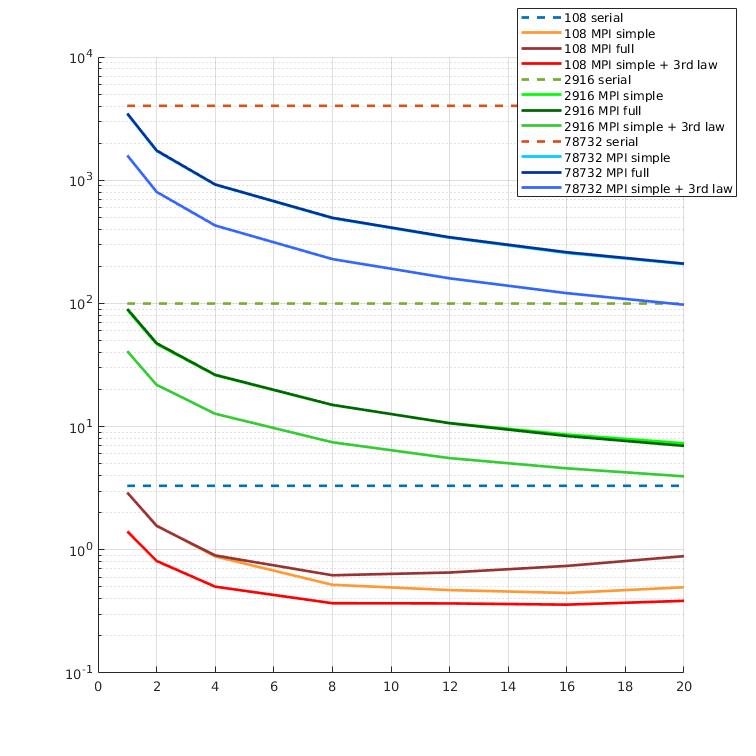 108 serial
108 MPI simple
108 MPI full
108 MPI simple + 3rd law
2916 serial
2916 MPI simple
2916 MPI full
2916 MPI simple + 3rd law
78732 serial
78732 MPI simple
78732 MPI full
78732 MPI simple + 3rd law
10^4
10^3
10^2
10^1
10^0
10^-1
0 2 4 6 8 10 12 14 16 18 20